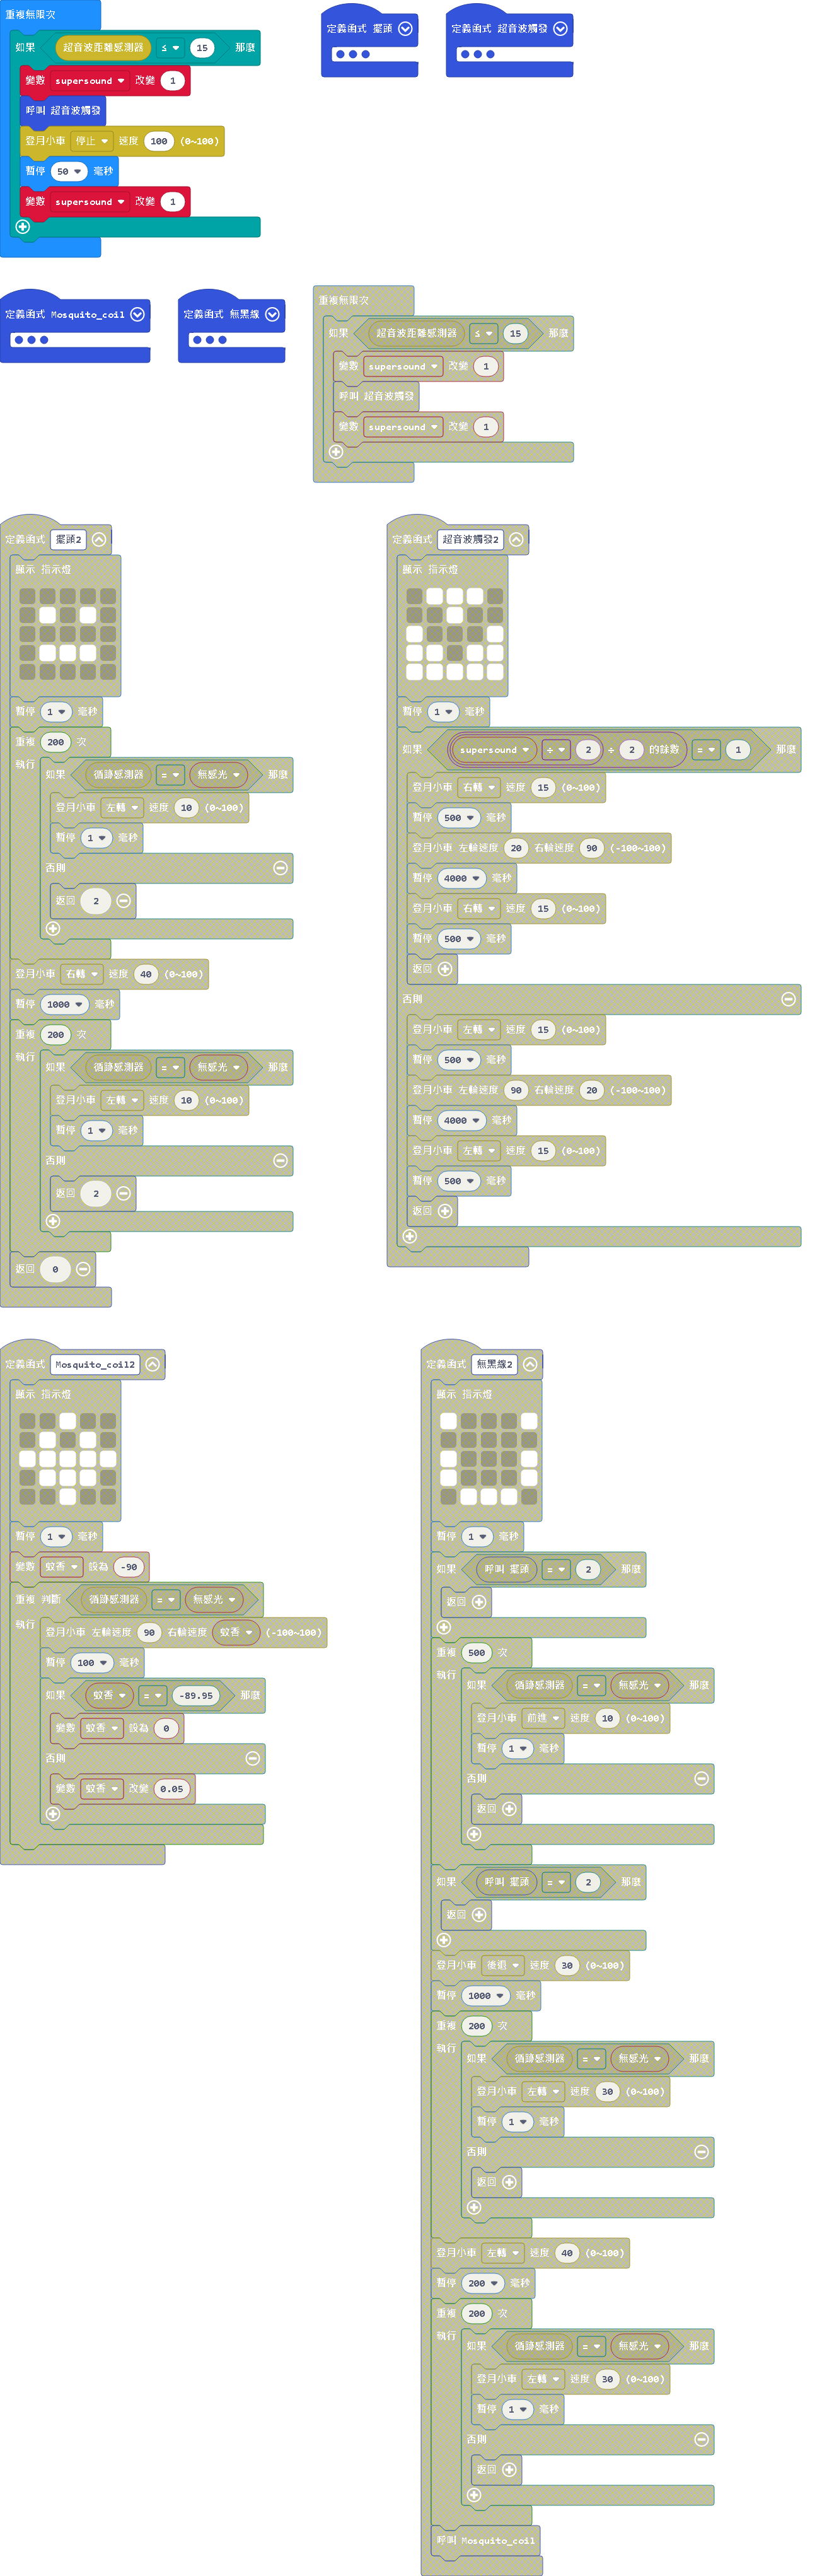 重複無限次
如果 超音波距離感測器 ≤ 15 那麼
變數 supersound 改變 1
呼叫 超音波觸發
登月小車 停止 速度 100 (0~100)
暫停 50 毫秒
變數 supersound 改變 1
定義函式 擺頭
定義函式 超音波觸發
定義函式 Mosquito_coil
定義函式 無黑線
重複無限次
如果 超音波距離感測器 ≤ 15 那麼
變數 supersound 改變 1
呼叫 超音波觸發
變數 supersound 改變 1
定義函式 擺頭2
顯示 指示燈
暫停 1 毫秒
重複 200 次
執行
如果 循跡感測器 = 無感光 那麼
登月小車 左轉 速度 10 (0~100)
暫停 1 毫秒
否則
返回 2
登月小車 右轉 速度 40 (0~100)
暫停 1000 毫秒
重複 200 次
執行
如果 循跡感測器 = 無感光 那麼
登月小車 左轉 速度 10 (0~100)
暫停 1 毫秒
否則
返回 2
返回 0
定義函式 超音波觸發2
顯示 指示燈
暫停 1 毫秒
如果 supersound ÷ 2 ÷ 2 的餘數 = 1 那麼
登月小車 右轉 速度 15 (0~100)
暫停 500 毫秒
登月小車 左輪速度 20 右輪速度 90 (-100~100)
暫停 4000 毫秒
登月小車 右轉 速度 15 (0~100)
暫停 500 毫秒
返回
否則
登月小車 左轉 速度 15 (0~100)
暫停 500 毫秒
登月小車 左輪速度 90 右輪速度 20 (-100~100)
暫停 4000 毫秒
登月小車 左轉 速度 15 (0~100)
暫停 500 毫秒
返回
定義函式 Mosquito_coil2
顯示 指示燈
暫停 1 毫秒
變數 蚊香 設為 -90
重複 判斷 循跡感測器 = 無感光
執行
登月小車 左輪速度 90 右輪速度 蚊香 (-100~100)
暫停 100 毫秒
如果 蚊香 = -89.95 那麼
變數 蚊香 設為 0
否則
變數 蚊香 改變 0.05
定義函式 無黑線2
顯示 指示燈
暫停 1 毫秒
如果 呼叫 擺頭 = 2 那麼
返回
重複 500 次
執行
如果 循跡感測器 = 無感光 那麼
登月小車 前進 速度 10 (0~100)
暫停 1 毫秒
否則
返回
如果 呼叫 擺頭 = 2 那麼
返回
登月小車 後退 速度 30 (0~100)
暫停 1000 毫秒
重複 200 次
執行
如果 循跡感測器 = 無感光 那麼
登月小車 左轉 速度 30 (0~100)
暫停 1 毫秒
否則
返回
登月小車 左轉 速度 40 (0~100)
暫停 200 毫秒
重複 200 次
執行
如果 循跡感測器 = 無感光 那麼
登月小車 左轉 速度 30 (0~100)
暫停 1 毫秒
否則
返回
呼叫 Mosquito_coil